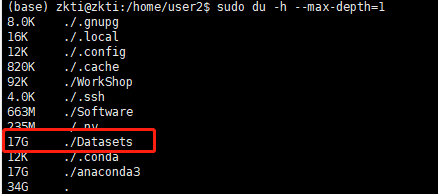 (base) zkti@zkti:/home/user2$ sudo du -h --max-depth=1
8.0K ./.gnupg
16K ./.local
12K ./.config
820K ./.cache
92K ./WorkShop
4.0K ./.ssh
663M ./Software
235M ./.nv
17G ./Datasets
12K ./.conda
17G ./anaconda3
34G .